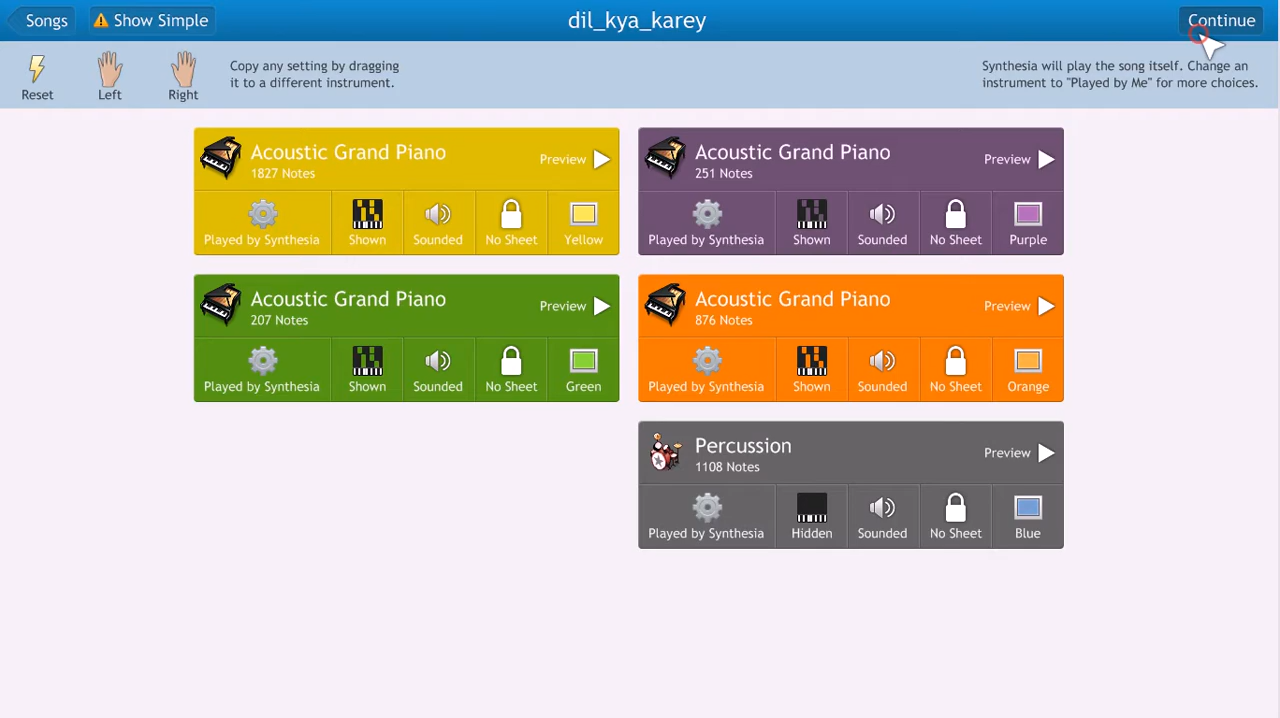 Songs
Show Simple
dil_kya_karey
Continue
Reset
Left
Right
Copy any setting by dragging
it to a different instrument.
Synthesia will play the song itself. Change an
instrument to "Played by Me" for more choices.
Acoustic Grand Piano
1827 Notes
Preview
Played by Synthesia
Shown
Sounded
No Sheet
Yellow
Acoustic Grand Piano
251 Notes
Preview
Played by Synthesia
Shown
Sounded
No Sheet
Purple
Acoustic Grand Piano
207 Notes
Preview
Played by Synthesia
Shown
Sounded
No Sheet
Green
Acoustic Grand Piano
876 Notes
Preview
Played by Synthesia
Shown
Sounded
No Sheet
Orange
Percussion
1108 Notes
Preview
Played by Synthesia
Hidden
Sounded
No Sheet
Blue